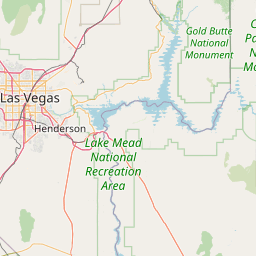 Gold Butte
National
Monument
Las Vegas
Henderson
Lake Mead
National
Recreation
Area